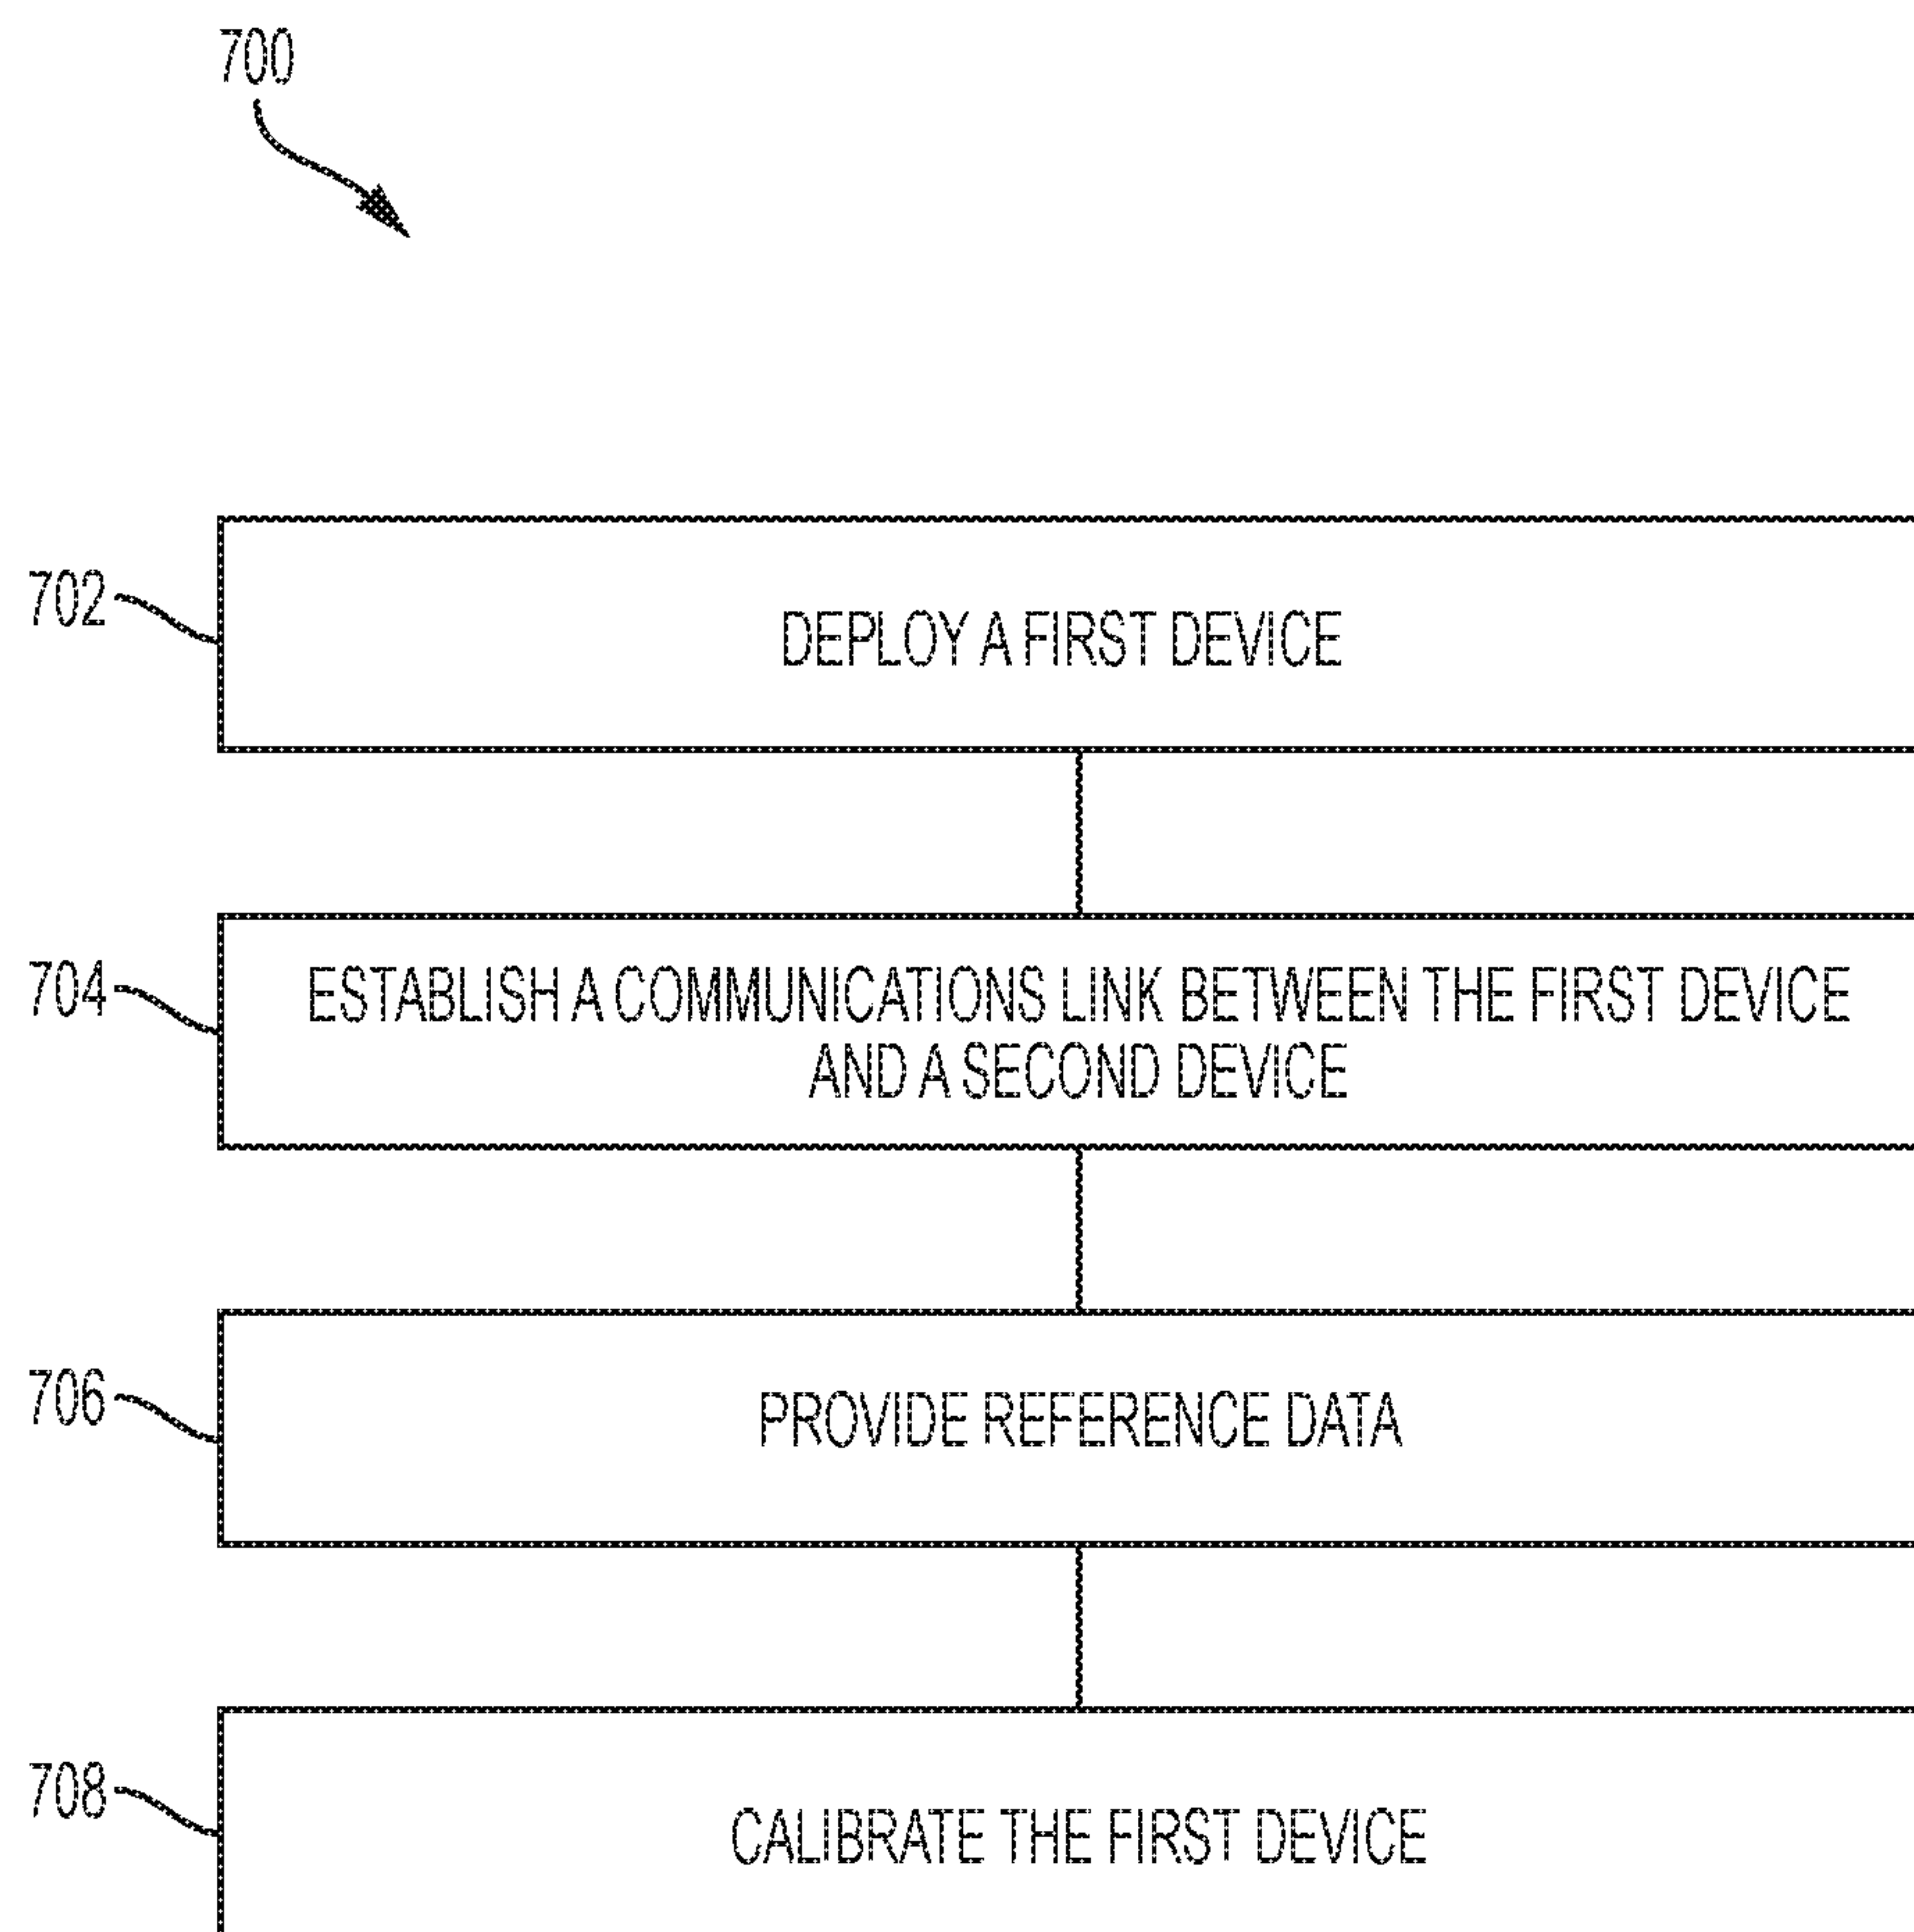 700
702
DEPLOY A FIRST DEVICE
704
ESTABLISH A COMMUNICATIONS LINK BETWEEN THE FIRST DEVICE
AND A SECOND DEVICE
706
PROVIDE REFERENCE DATA
708
CALIBRATE THE FIRST DEVICE